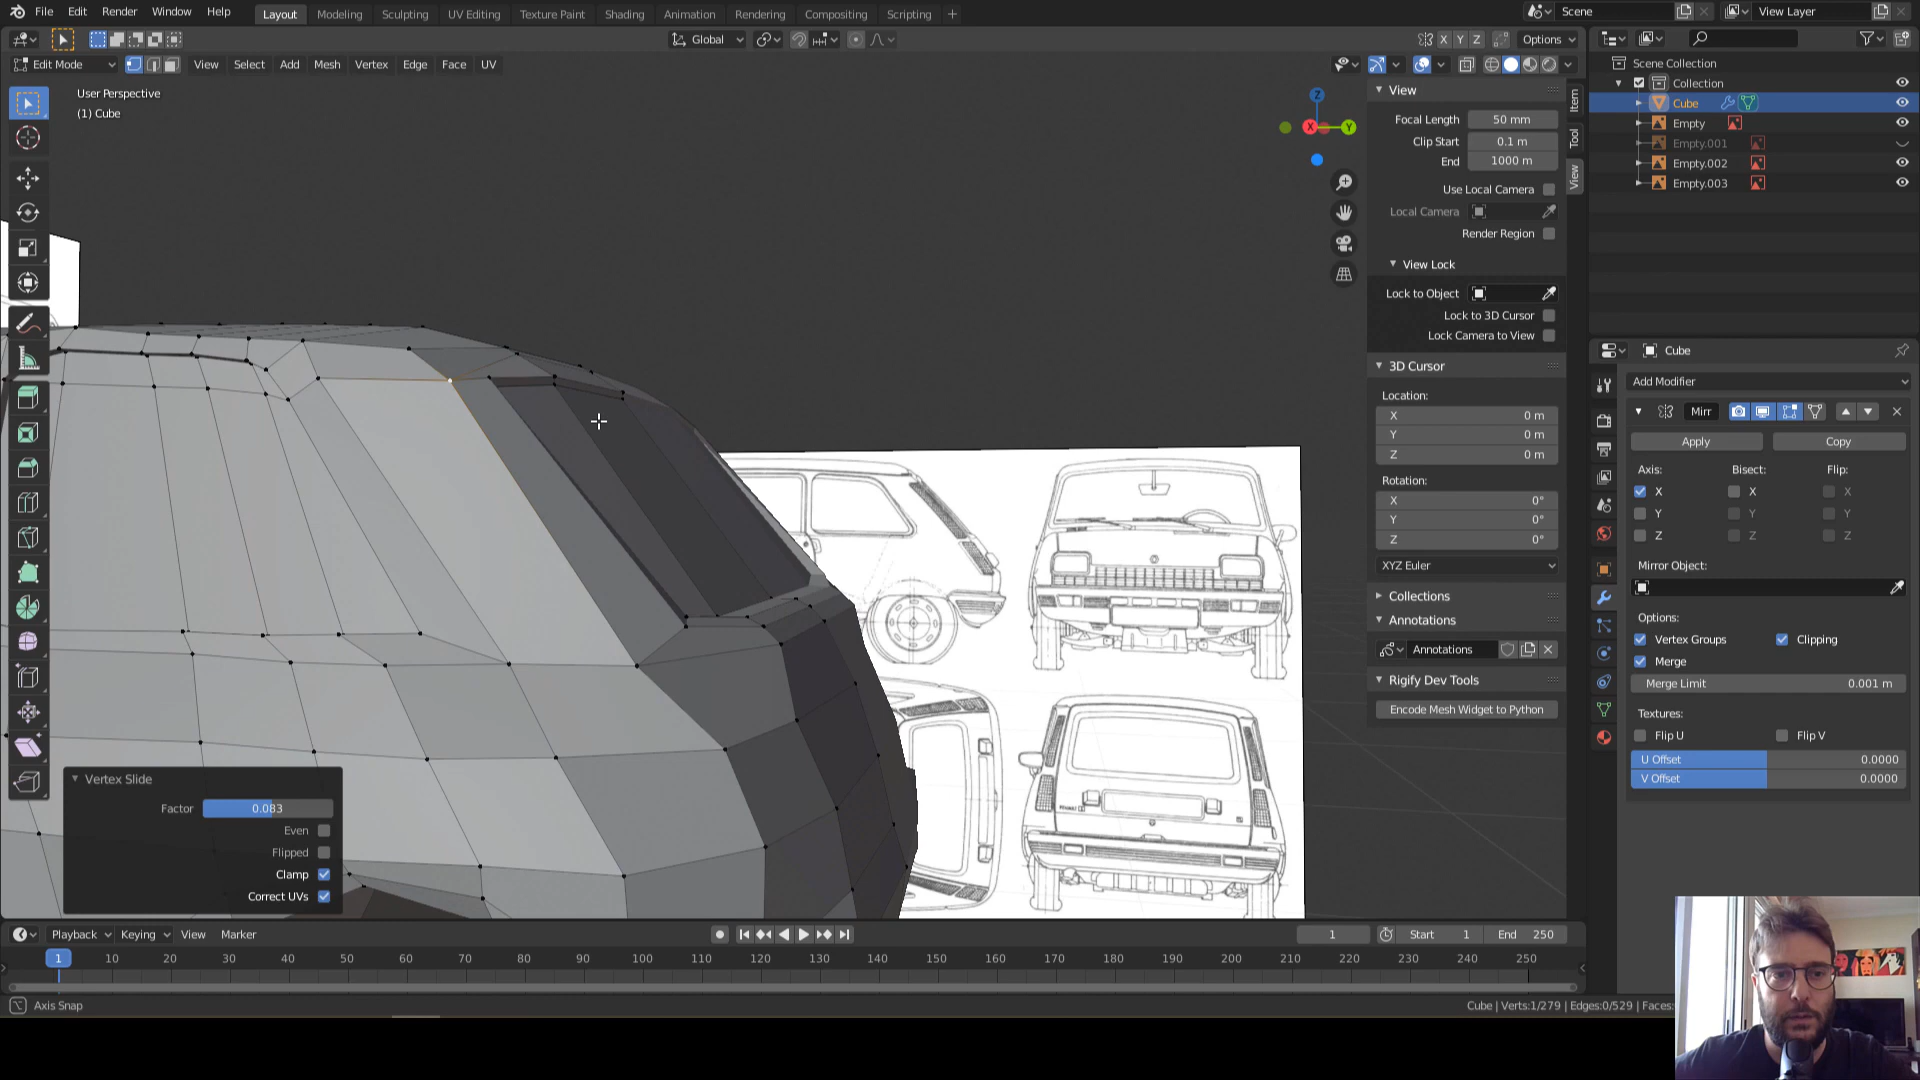 File Edit Render Window Help Layout Modeling Sculpting UV Editing Texture Paint Shading Animation Rendering Compositing Scripting + Scene View Layer
Global X Y Z Options
Edit Mode View Select Add Mesh Vertex Edge Face UV
User Perspective
(1) Cube
Z
X
Y
View
Focal Length 50 mm
Clip Start 0.1 m
End 1000 m
Use Local Camera
Local Camera
Render Region
View Lock
Lock to Object
Lock to 3D Cursor
Lock Camera to View
3D Cursor
Location:
X 0 m
Y 0 m
Z 0 m
Rotation:
X 0°
Y 0°
Z 0°
XYZ Euler
Collections
Annotations
Annotations
Rigify Dev Tools
Encode Mesh Widget to Python
Item
Tool
View
Scene Collection
Collection
Cube
Empty
Empty.001
Empty.002
Empty.003
Cube
Add Modifier
Mirr
Apply Copy
Axis: Bisect: Flip:
X X X
Y Y Y
Z Z Z
Mirror Object:
Options:
Vertex Groups Clipping
Merge
Merge Limit 0.001 m
Textures:
Flip U Flip V
U Offset 0.0000
V Offset 0.0000
Vertex Slide
Factor 0.083
Even
Flipped
Clamp
Correct UVs
Playback Keying View Marker 1 Start 1 End 250
1 10 20 30 40 50 60 70 80 90 100 110 120 130 140 150 160 170 180 190 200 210 220 230 240 250
Axis Snap
Cube | Verts:1/279 | Edges:0/529 | Faces: